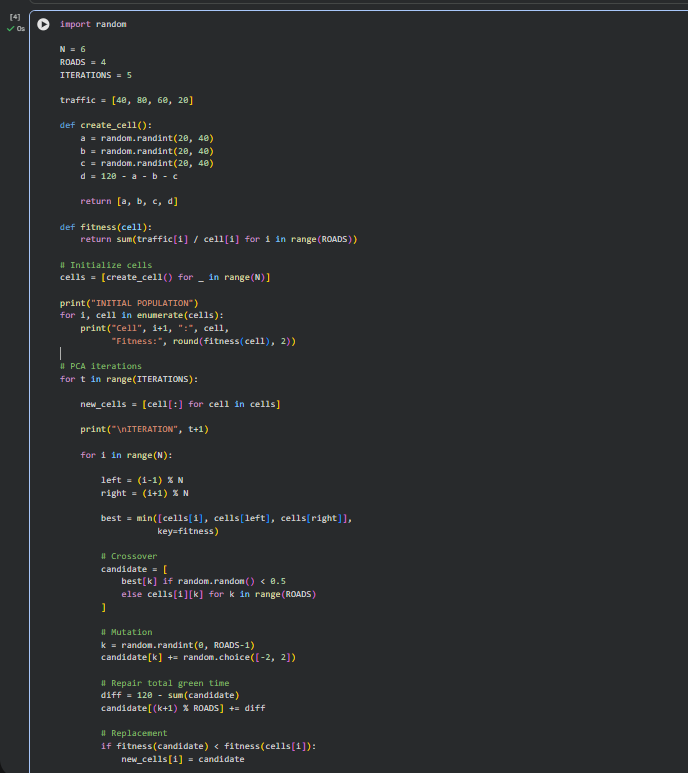 [4]
0s
import random
N = 6
ROADS = 4
ITERATIONS = 5
traffic = [40, 80, 60, 20]
def create_cell():
    a = random.randint(20, 40)
    b = random.randint(20, 40)
    c = random.randint(20, 40)
    d = 120 - a - b - c
    return [a, b, c, d]
def fitness(cell):
    return sum(traffic[i] / cell[i] for i in range(ROADS))
# Initialize cells
cells = [create_cell() for _ in range(N)]
print("INITIAL POPULATION")
for i, cell in enumerate(cells):
    print("Cell", i+1, ":", cell,
          "Fitness:", round(fitness(cell), 2))
# PCA iterations
for t in range(ITERATIONS):
    new_cells = [cell[:] for cell in cells]
    print("\nITERATION", t+1)
    for i in range(N):
        left = (i-1) % N
        right = (i+1) % N
        best = min([cells[i], cells[left], cells[right]],
                   key=fitness)
        # Crossover
        candidate = [
            best[k] if random.random() < 0.5
            else cells[i][k] for k in range(ROADS)
        ]
        # Mutation
        k = random.randint(0, ROADS-1)
        candidate[k] += random.choice([-2, 2])
        # Repair total green time
        diff = 120 - sum(candidate)
        candidate[(k+1) % ROADS] += diff
        # Replacement
        if fitness(candidate) < fitness(cells[i]):
            new_cells[i] = candidate